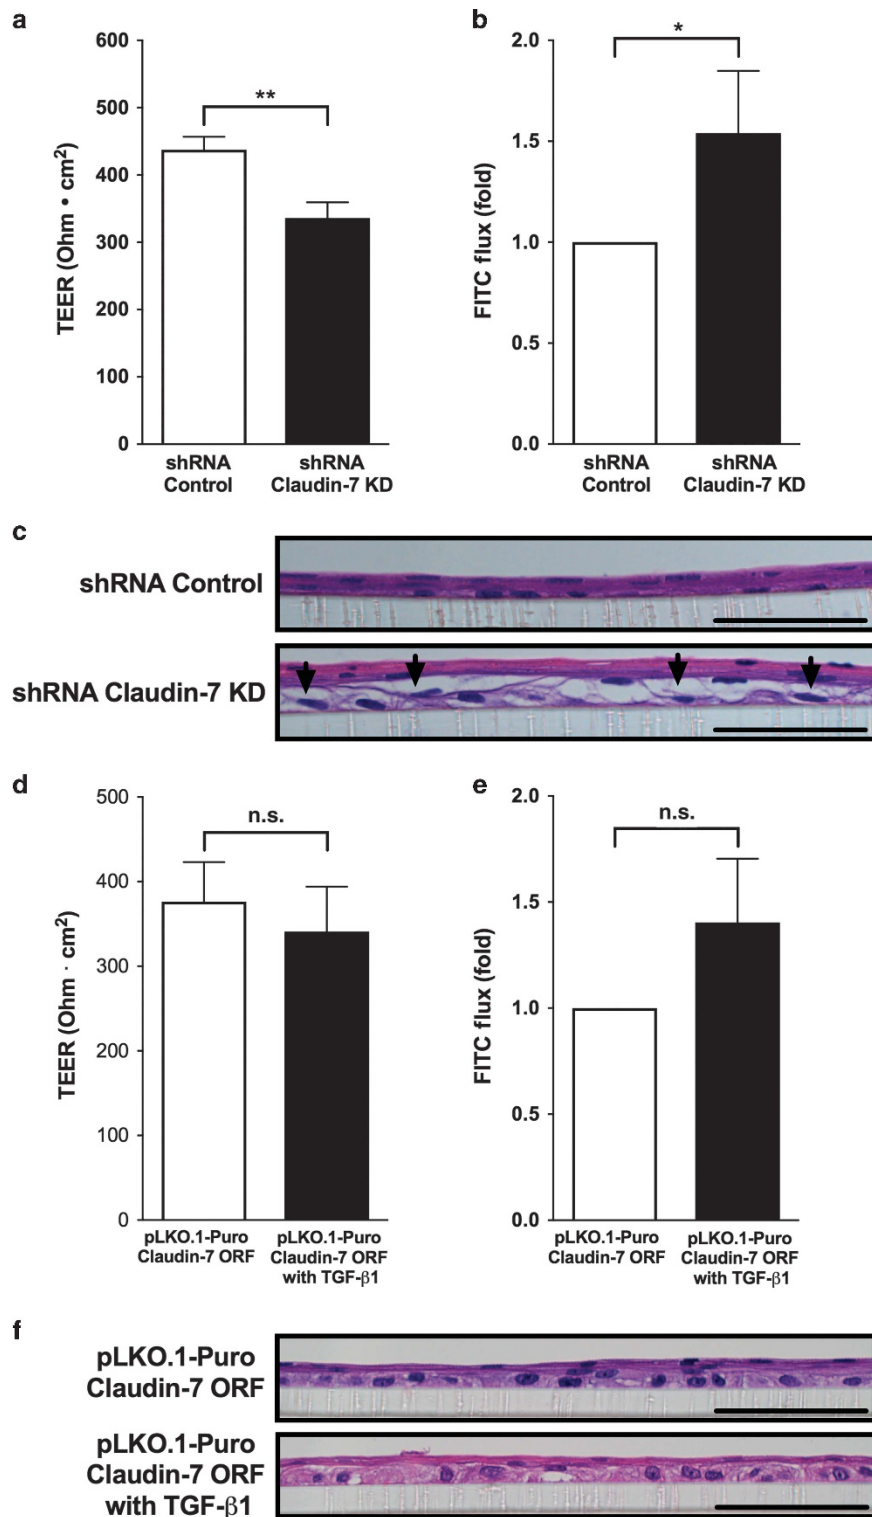 a
600
500
400
300
200
100
0
TEER (Ohm • cm²)
**
shRNA
Control
shRNA
Claudin-7 KD
b
2.0
1.5
1.0
0.5
0.0
FITC flux (fold)
*
shRNA
Control
shRNA
Claudin-7 KD
c
shRNA Control
shRNA Claudin-7 KD
d
500
400
300
200
100
0
TEER (Ohm · cm²)
n.s.
pLKO.1-Puro
Claudin-7 ORF
pLKO.1-Puro
Claudin-7 ORF
with TGF-β1
e
2.0
1.5
1.0
0.5
0.0
FITC flux (fold)
n.s.
pLKO.1-Puro
Claudin-7 ORF
pLKO.1-Puro
Claudin-7 ORF
with TGF-β1
f
pLKO.1-Puro
Claudin-7 ORF
pLKO.1-Puro
Claudin-7 ORF
with TGF-β1